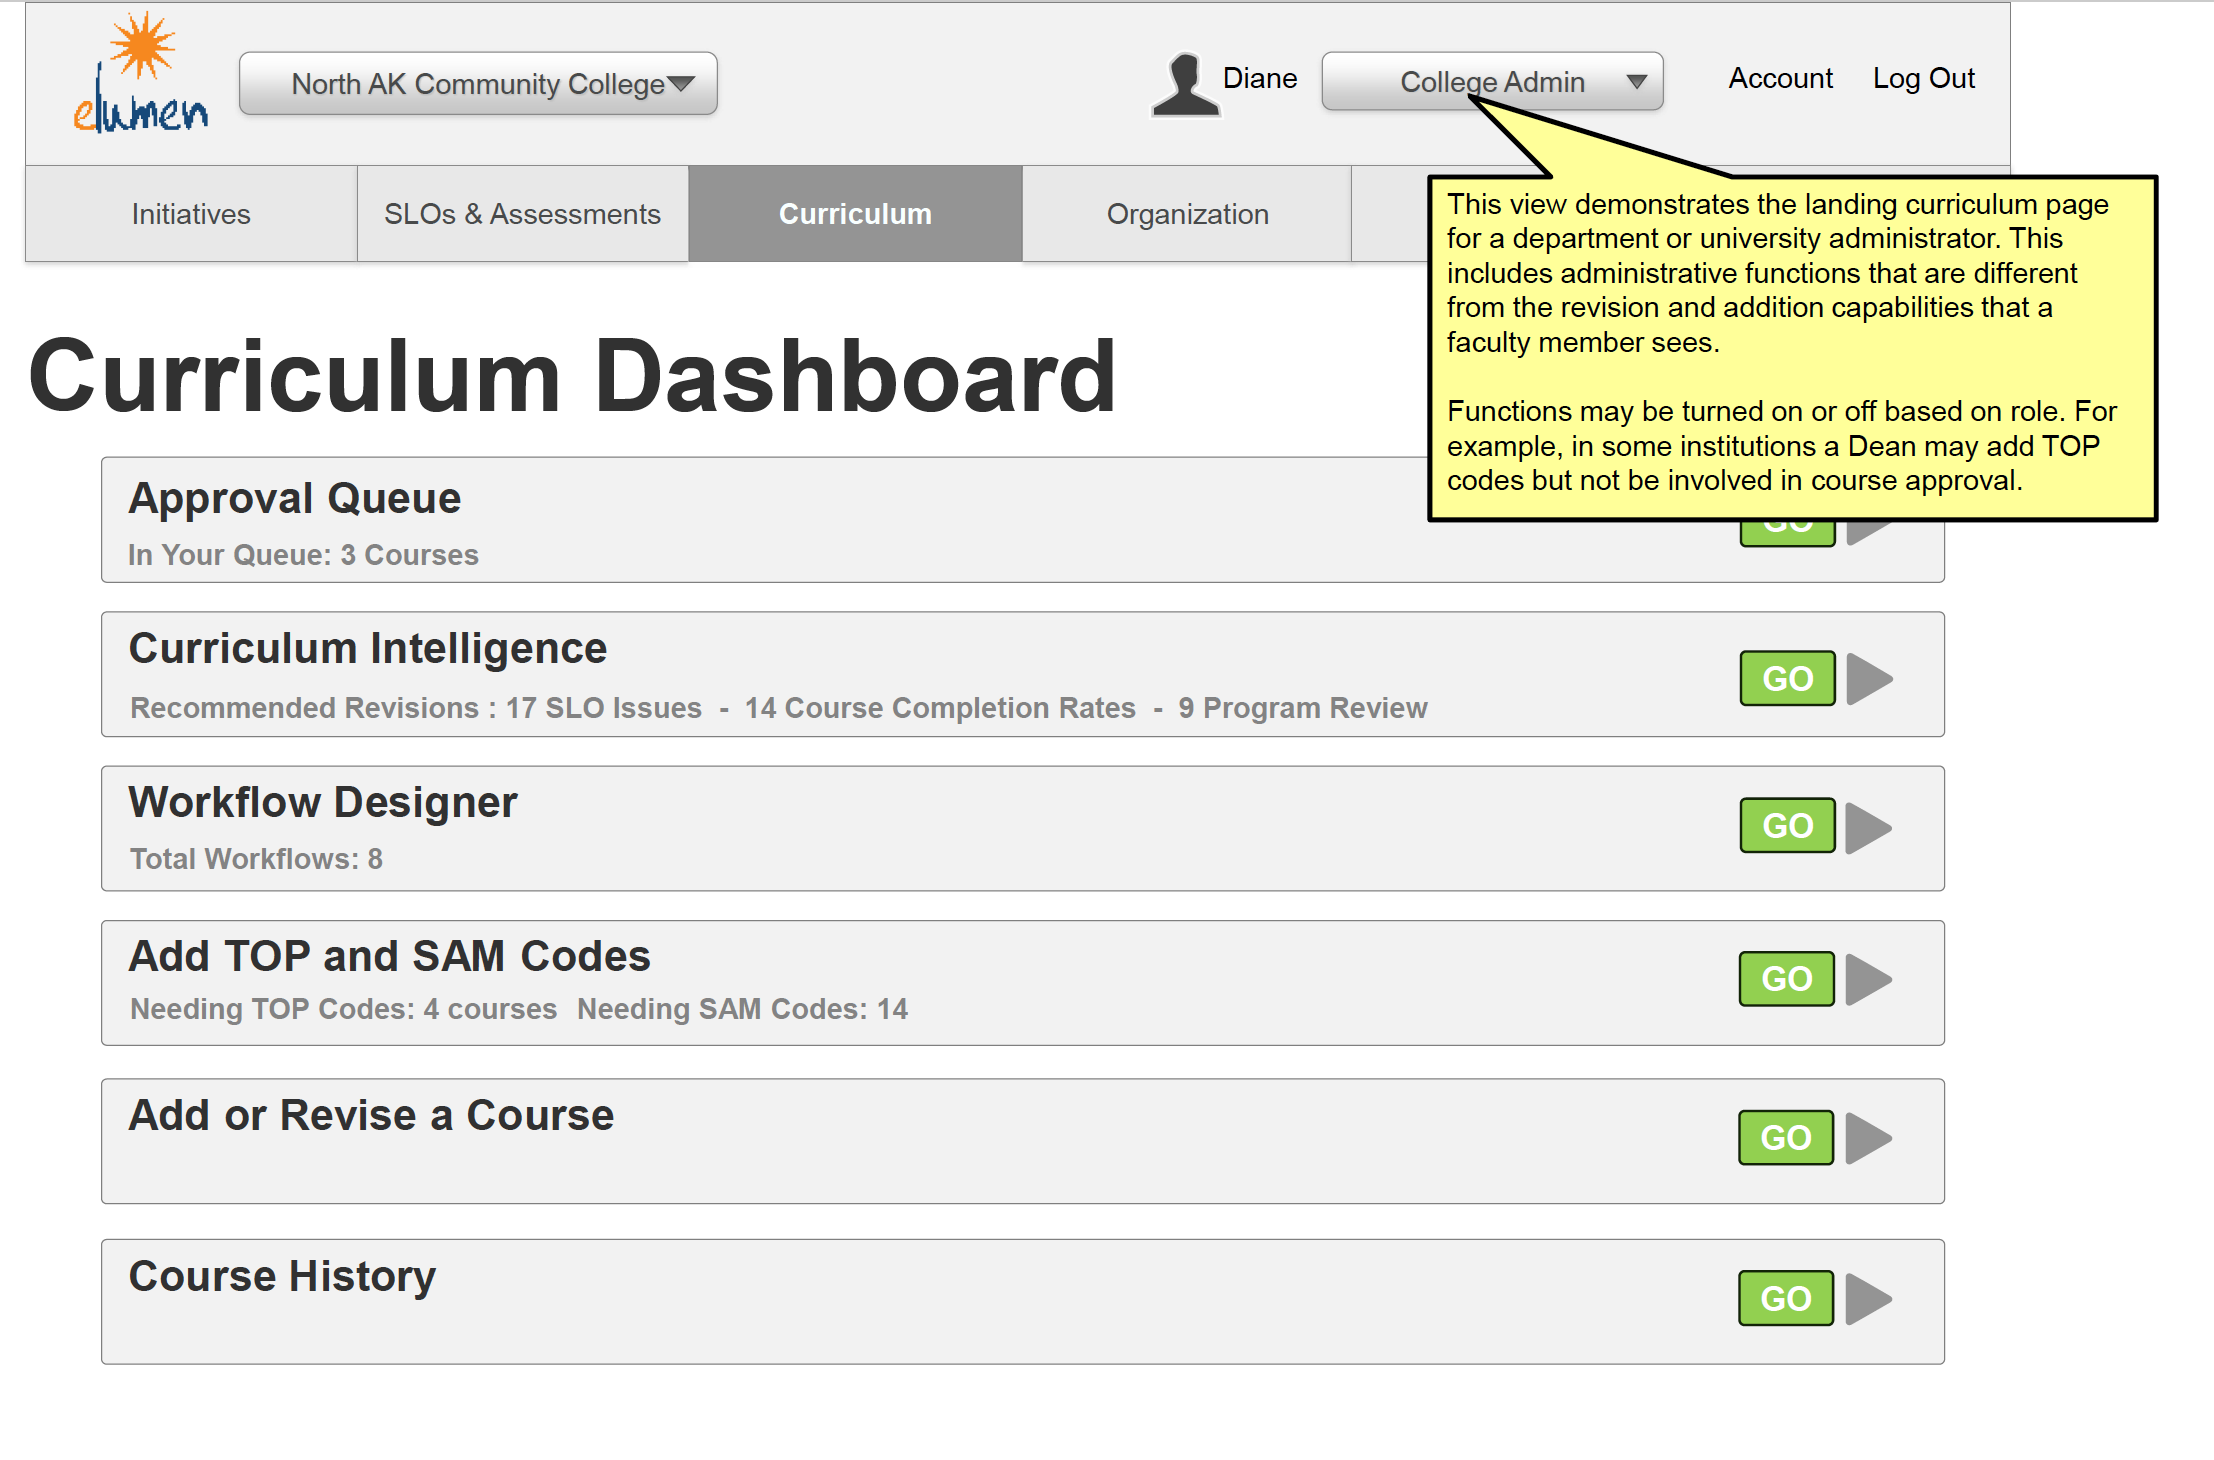 elumen
North AK Community College
Diane
College Admin
Account
Log Out
Initiatives
SLOs & Assessments
Curriculum
Organization
This view demonstrates the landing curriculum page
for a department or university administrator. This
includes administrative functions that are different
from the revision and addition capabilities that a
faculty member sees.
Functions may be turned on or off based on role. For
example, in some institutions a Dean may add TOP
codes but not be involved in course approval.
Curriculum Dashboard
Approval Queue
In Your Queue: 3 Courses
GO
Curriculum Intelligence
Recommended Revisions : 17 SLO Issues - 14 Course Completion Rates - 9 Program Review
GO
Workflow Designer
Total Workflows: 8
GO
Add TOP and SAM Codes
Needing TOP Codes: 4 courses Needing SAM Codes: 14
GO
Add or Revise a Course
GO
Course History
GO